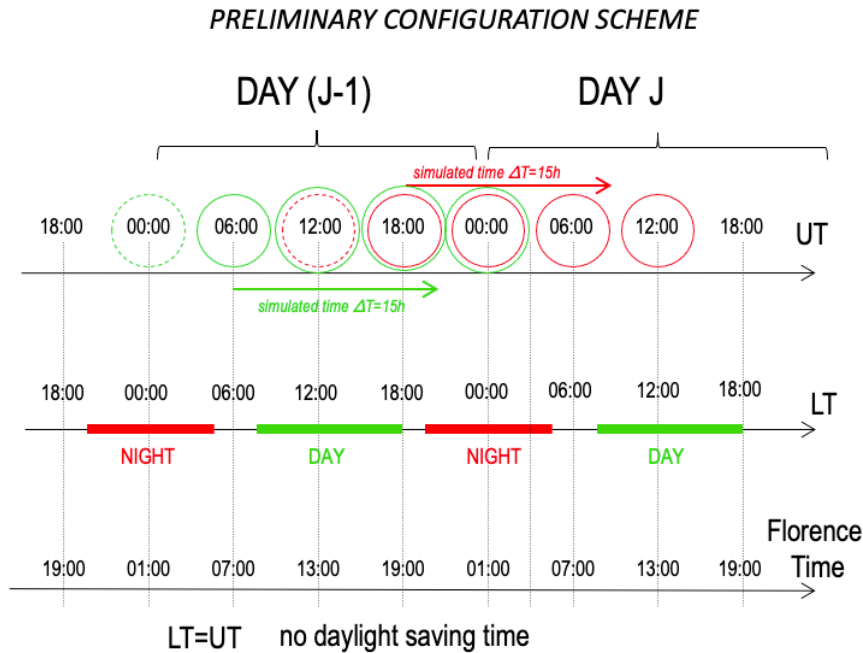 PRELIMINARY CONFIGURATION SCHEME
DAY (J-1) DAY J
simulated time ΔT=15h
18:00 00:00 06:00 12:00 18:00 00:00 06:00 12:00 18:00 UT
simulated time ΔT=15h
18:00 00:00 06:00 12:00 18:00 00:00 06:00 12:00 18:00 LT
NIGHT DAY NIGHT DAY
Florence
Time
19:00 01:00 07:00 13:00 19:00 01:00 07:00 13:00 19:00
LT=UT no daylight saving time